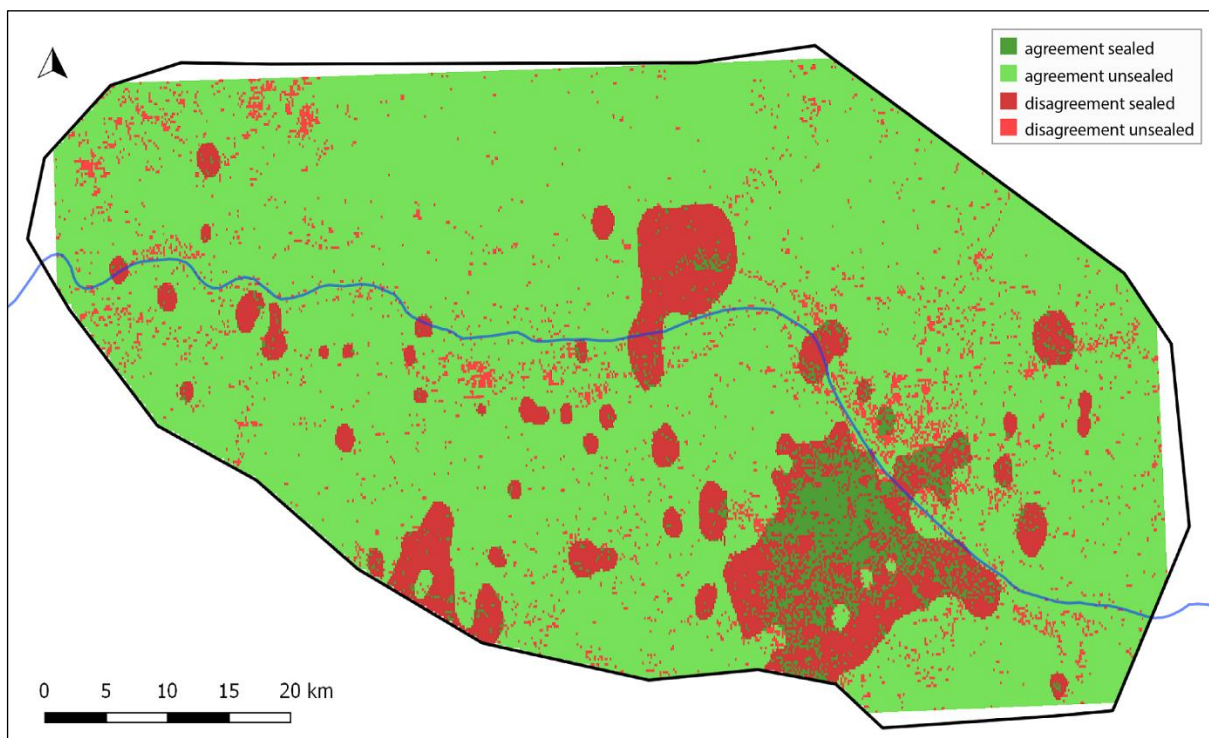 agreement sealed
agreement unsealed
disagreement sealed
disagreement unsealed
0 5 10 15 20 km